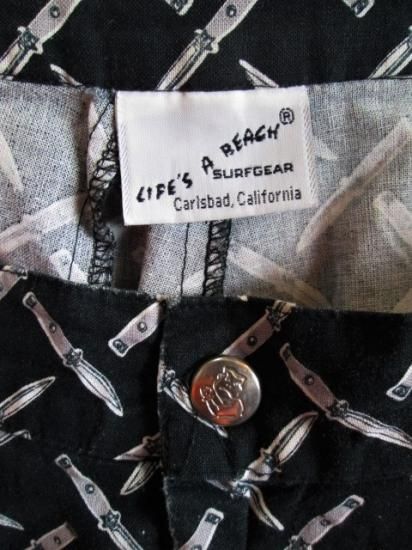 LIFE'S A BEACH®
SURFGEAR
Carlsbad, California